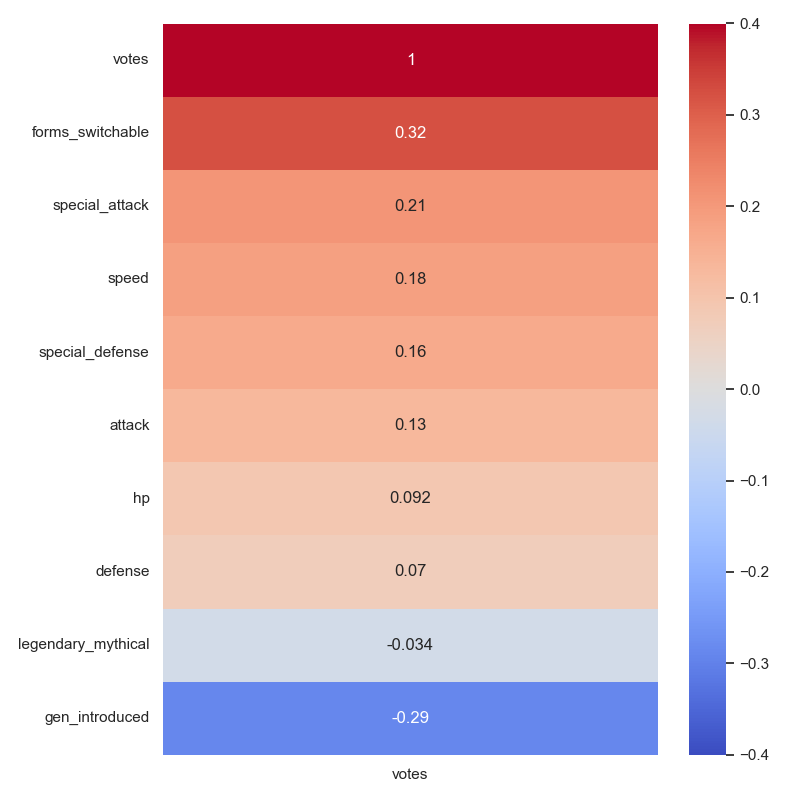 votes
1
forms_switchable
0.32
special_attack
0.21
speed
0.18
special_defense
0.16
attack
0.13
hp
0.092
defense
0.07
legendary_mythical
-0.034
gen_introduced
-0.29
votes
0.4
0.3
0.2
0.1
0.0
−0.1
−0.2
−0.3
−0.4